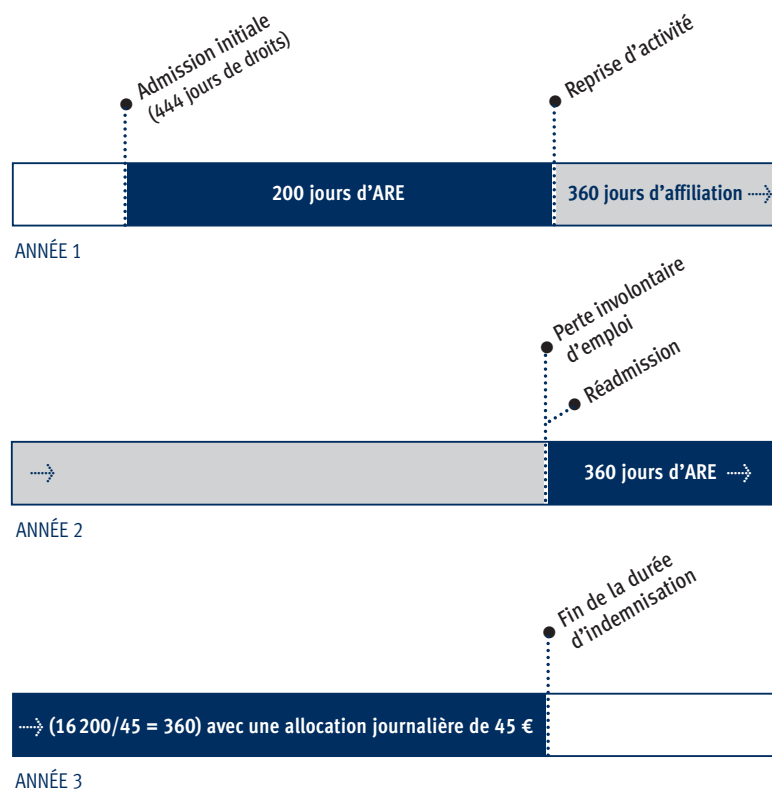 Admission initiale
(444 jours de droits)
Reprise d’activité
200 jours d’ARE
360 jours d’affiliation
ANNÉE 1
Perte involontaire
d’emploi
Réadmission
360 jours d’ARE
ANNÉE 2
Fin de la durée
d’indemnisation
(16 200/45 = 360) avec une allocation journalière de 45 €
ANNÉE 3